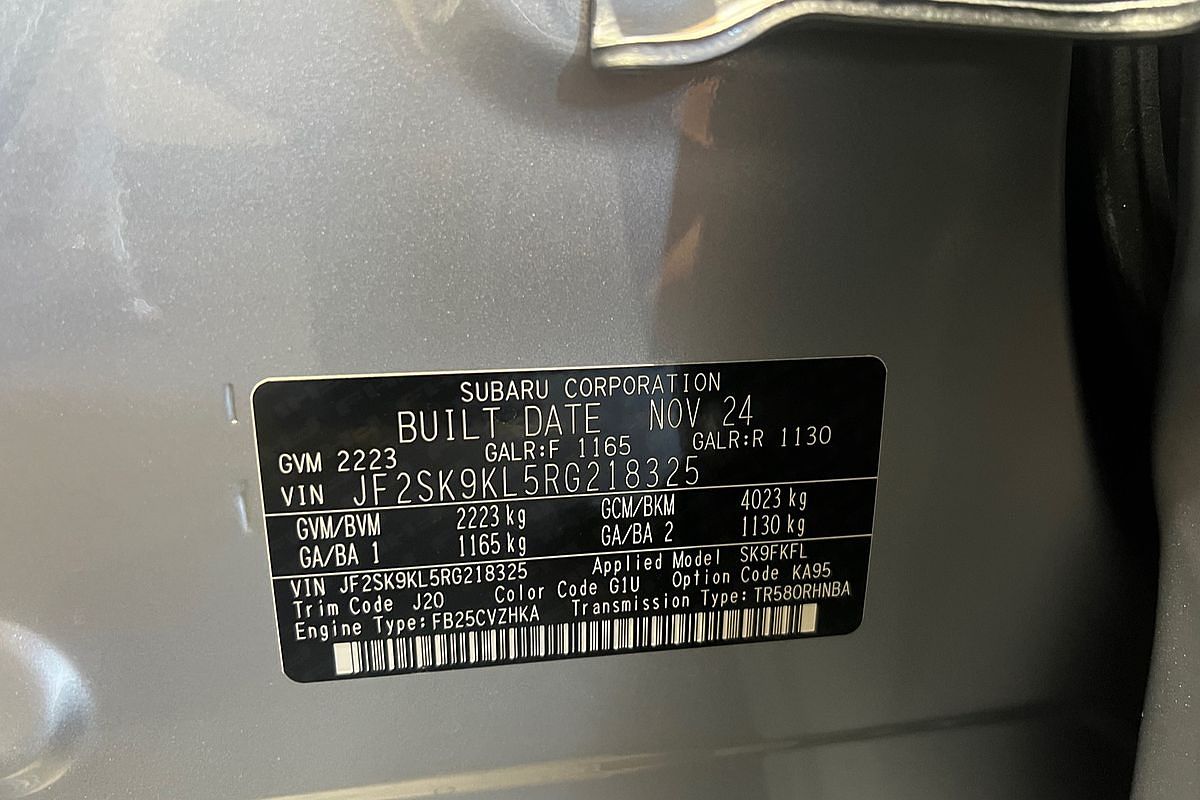 SUBARU CORPORATION
BUILT DATE NOV 24
GVM 2223 GALR:F 1165 GALR:R 1130
VIN JF2SK9KL5RG218325
GVM/BVM 2223 kg GCM/BKM 4023 kg
GA/BA 1 1165 kg GA/BA 2 1130 kg
VIN JF2SK9KL5RG218325 Applied Model SK9FKFL
Trim Code J20 Color Code G1U Option Code KA95
Engine Type:FB25CVZHKA Transmission Type:TR580RHNBA